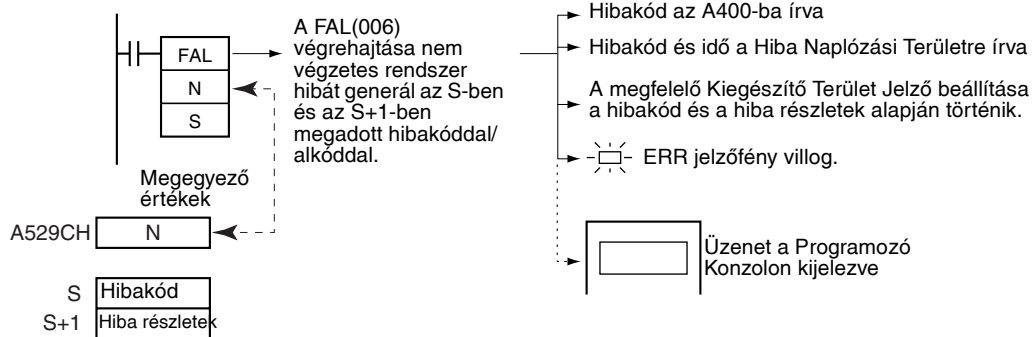 FAL
N
S
A FAL(006)
végrehajtása nem
végzetes rendszer
hibát generál az S-ben
és az S+1-ben
megadott hibakóddal/
alkóddal.
Hibakód az A400-ba írva
Hibakód és idő a Hiba Naplózási Területre írva
A megfelelő Kiegészítő Terület Jelző beállítása
a hibakód és a hiba részletek alapján történik.
ERR jelzőfény villog.
Üzenet a Programozó
Konzolon kijelezve
Megegyező
értékek
A529CH N
S Hibakód
S+1 Hiba részletek